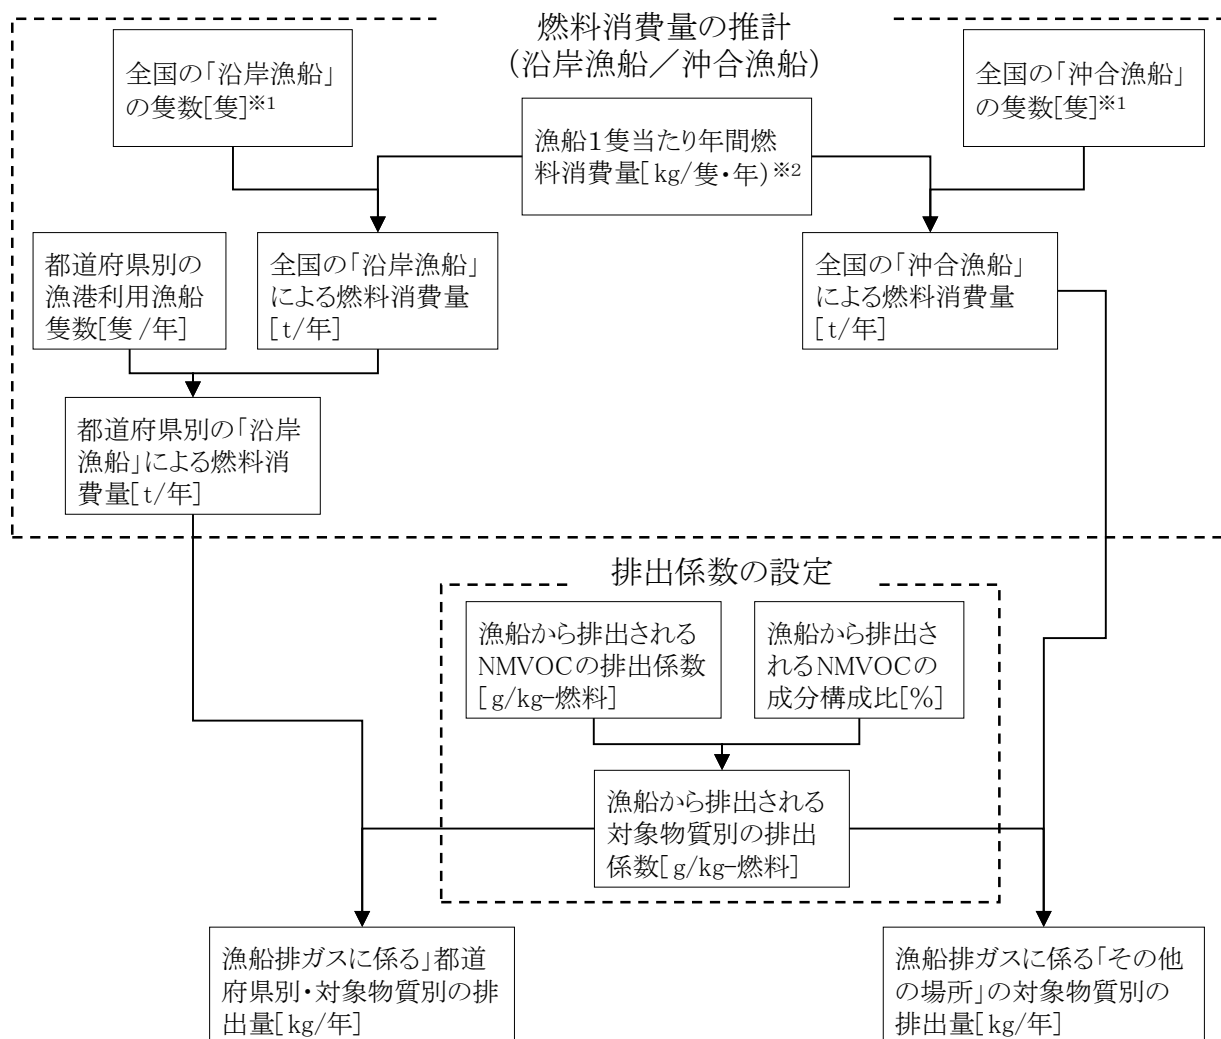 燃料消費量の推計
(沿岸漁船／沖合漁船)
全国の「沿岸漁船」
の隻数[隻]※1
全国の「沖合漁船」
の隻数[隻]※1
漁船１隻当たり年間燃
料消費量[kg/隻・年)※2
都道府県別の
漁港利用漁船
隻数[隻/年]
全国の「沿岸漁船」
による燃料消費量
[t/年]
全国の「沖合漁船」
による燃料消費量
[t/年]
都道府県別の「沿岸
漁船」による燃料消
費量[t/年]
排出係数の設定
漁船から排出される
NMVOCの排出係数
[g/kg-燃料]
漁船から排出さ
れるNMVOCの
成分構成比[%]
漁船から排出される
対象物質別の排出
係数[g/kg-燃料]
漁船排ガスに係る」都道
府県別・対象物質別の排
出量[kg/年]
漁船排ガスに係る「その他
の場所」の対象物質別の
排出量[kg/年]